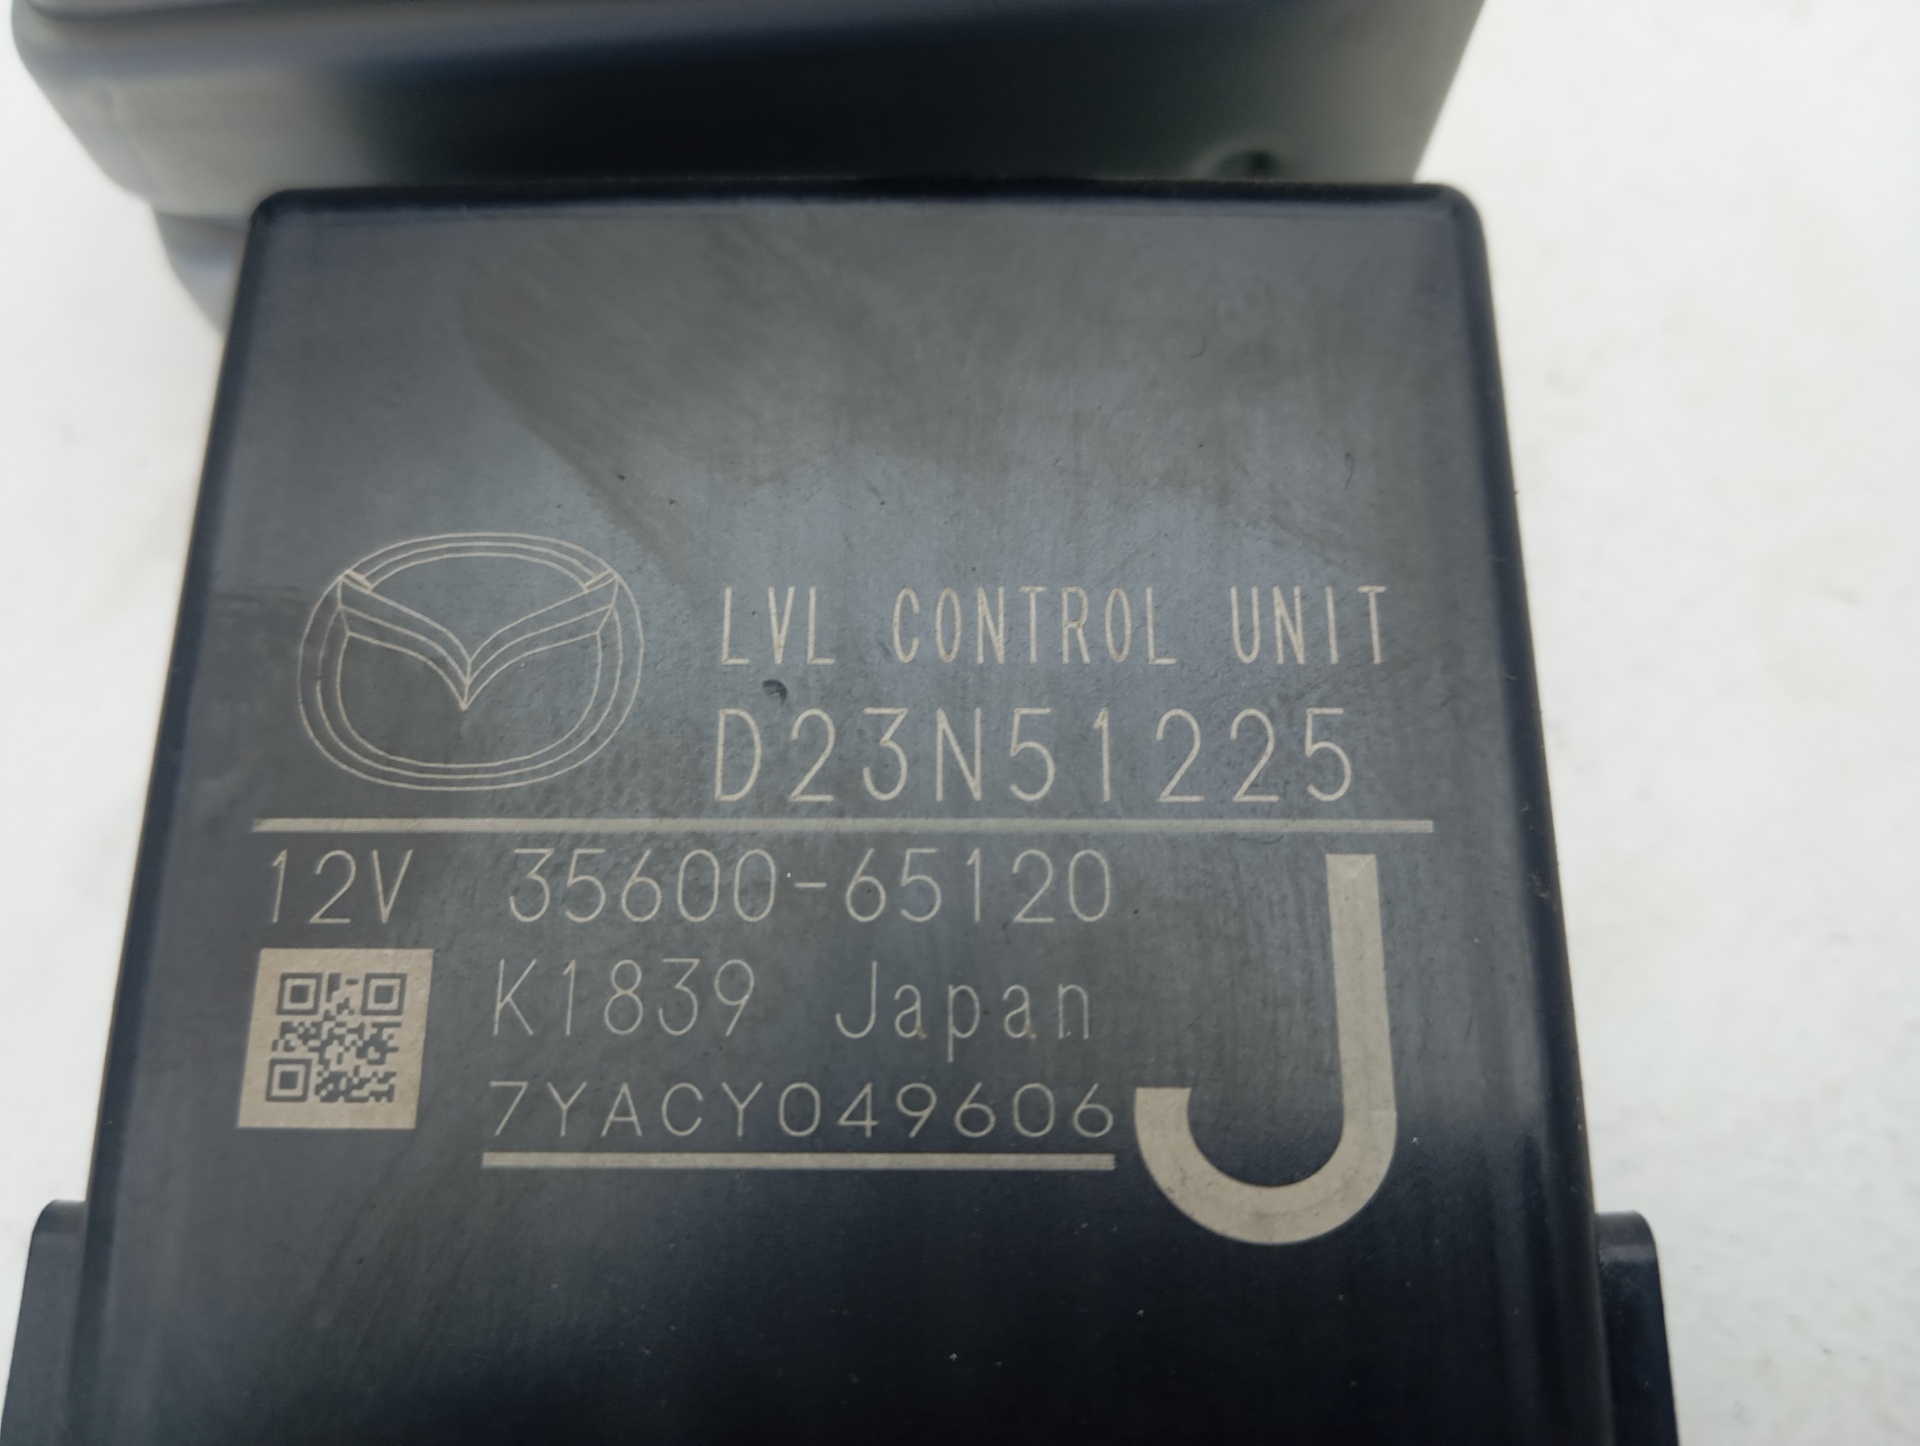 LVL CONTROL UNIT
D23N51225
12V 35600-65120
K1839 Japan
7YACY049606
J